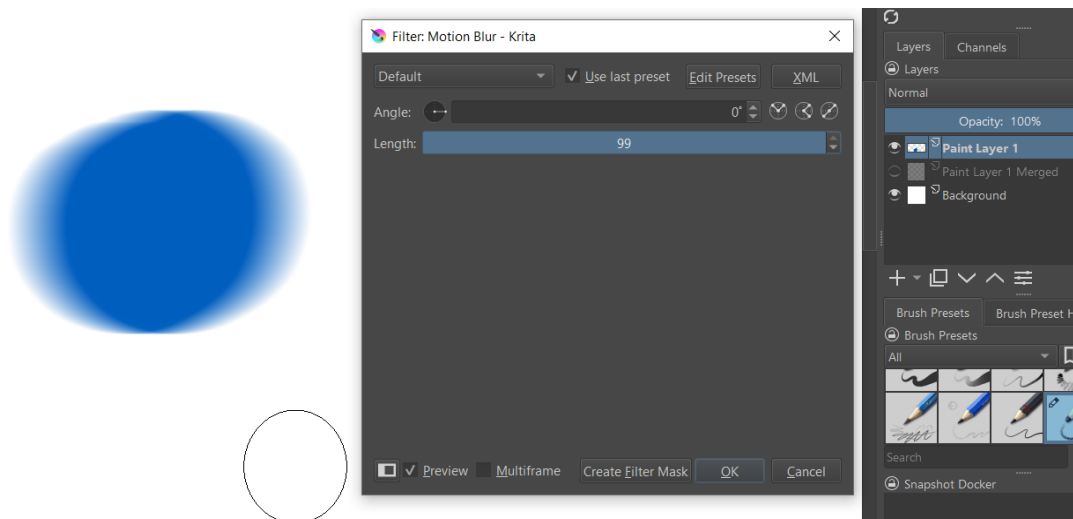 Filter: Motion Blur - Krita
Default
Use last preset
Edit Presets
XML
Angle:
0°
Length:
99
Preview
Multiframe
Create Filter Mask
OK
Cancel
Layers
Channels
Layers
Normal
Opacity: 100%
Paint Layer 1
Paint Layer 1 Merged
Background
Brush Presets
Brush Preset H
Brush Presets
All
Search
Snapshot Docker